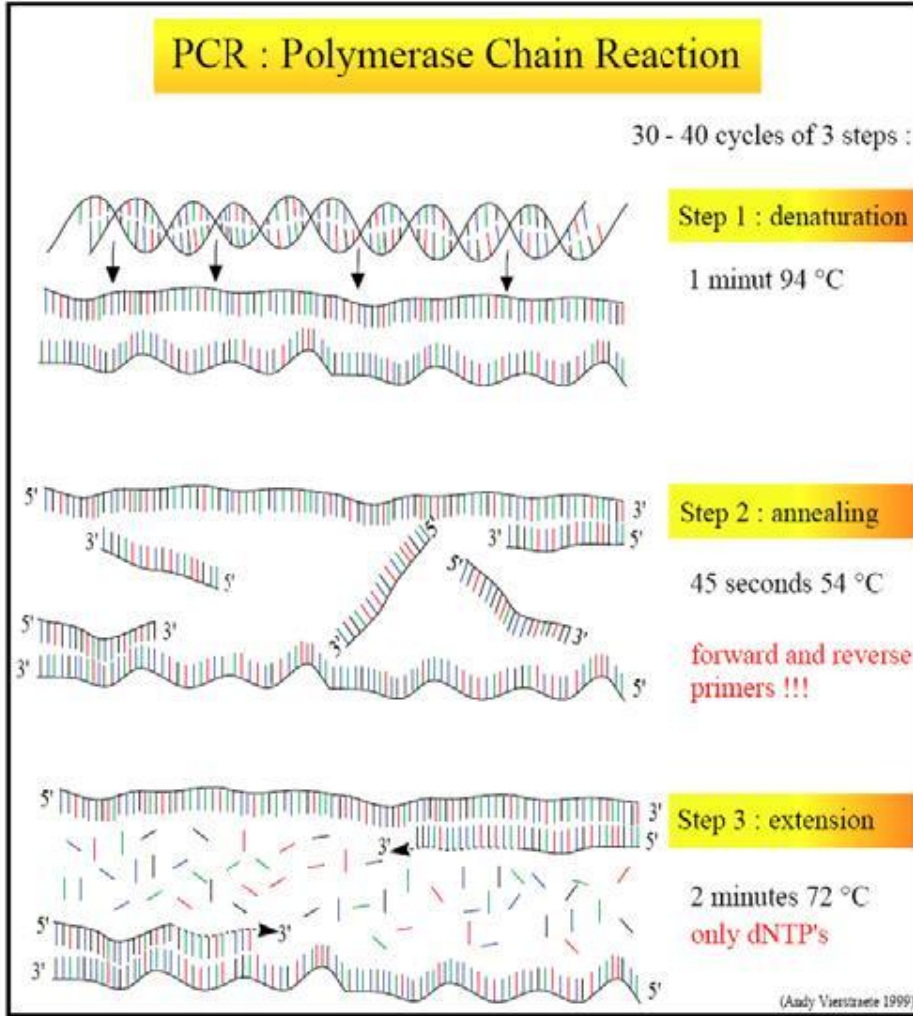 PCR : Polymerase Chain Reaction
30 - 40 cycles of 3 steps :
Step 1 : denaturation
1 minut 94 °C
5'
3'
Step 2 : annealing
3'
5'
3'
5'
5'
45 seconds 54 °C
5'
5'
3'
3'
3'
3'
forward and reverse
primers !!!
5'
5'
3'
Step 3 : extension
3'
5'
2 minutes 72 °C
only dNTP's
5'
3'
3'
5'
(Andy Vierstraete 1999)